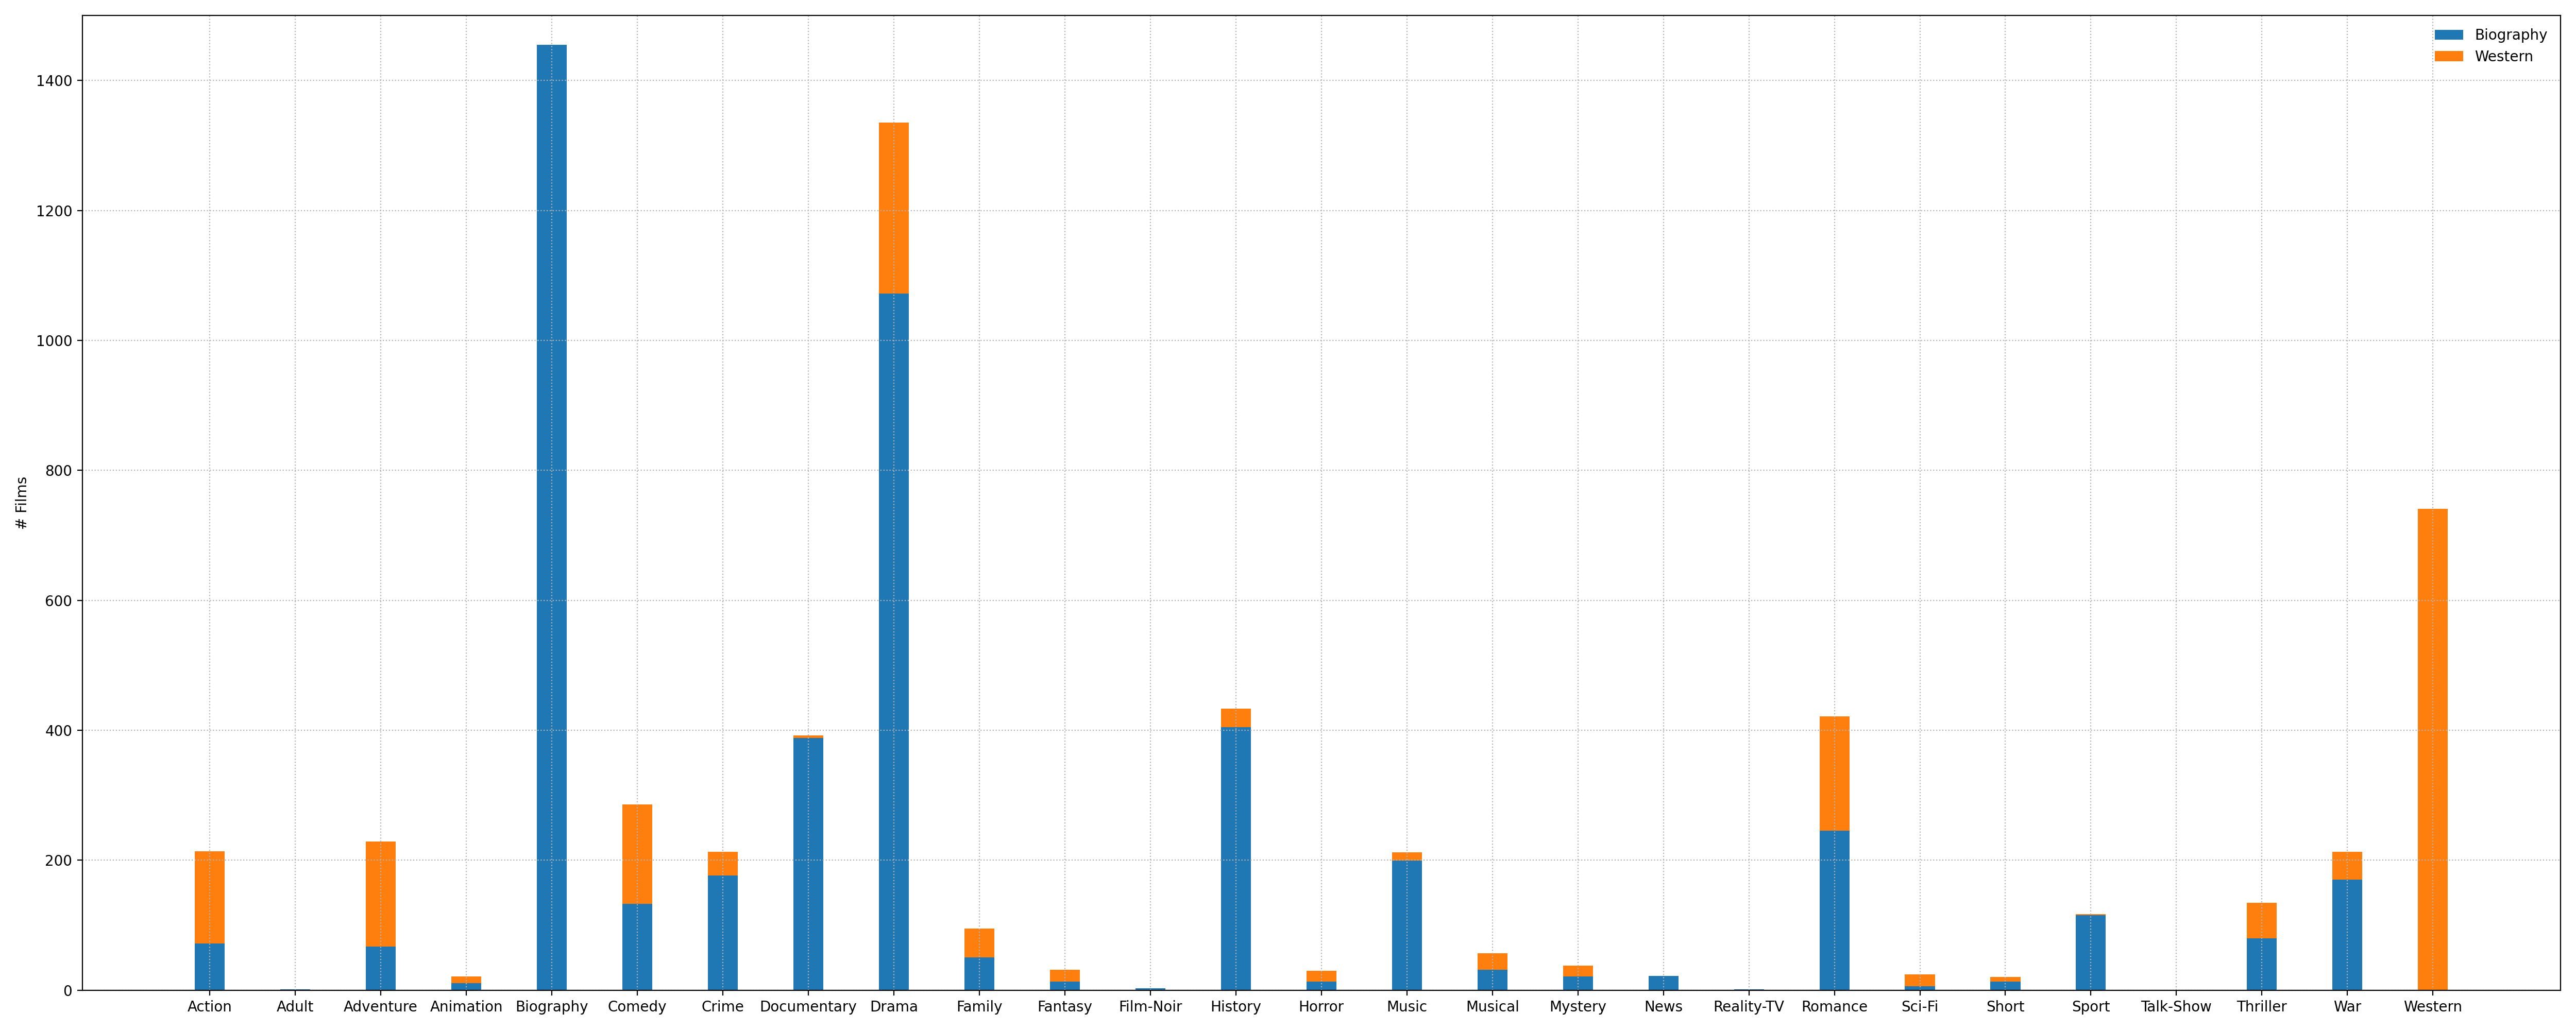 Biography
Western
1400
1200
1000
800
600
400
200
0
# Films
Action Adult Adventure Animation Biography Comedy Crime Documentary Drama Family Fantasy Film-Noir History Horror Music Musical Mystery News Reality-TV Romance Sci-Fi Short Sport Talk-Show Thriller War Western